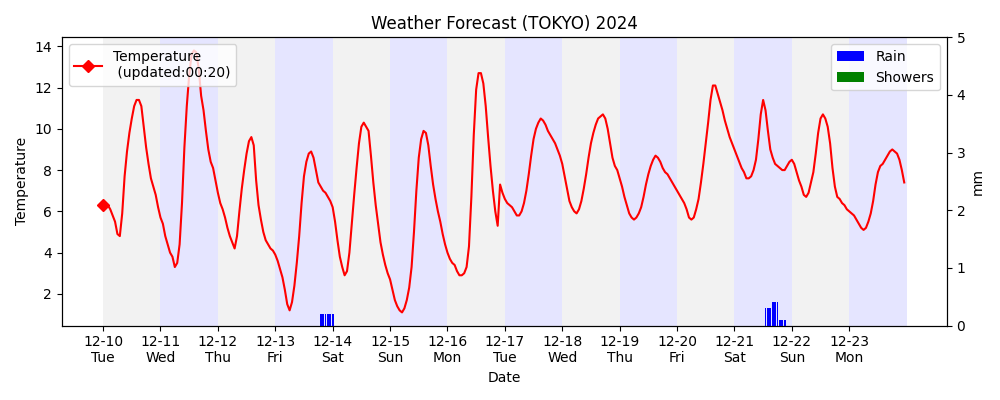 Weather Forecast (TOKYO) 2024
Temperature
(updated:00:20)
Rain
Showers
Temperature
14
12
10
8
6
4
2
5
4
3
2
1
0
mm
12-10 12-11 12-12 12-13 12-14 12-15 12-16 12-17 12-18 12-19 12-20 12-21 12-22 12-23
Tue Wed Thu Fri Sat Sun Mon Tue Wed Thu Fri Sat Sun Mon
Date